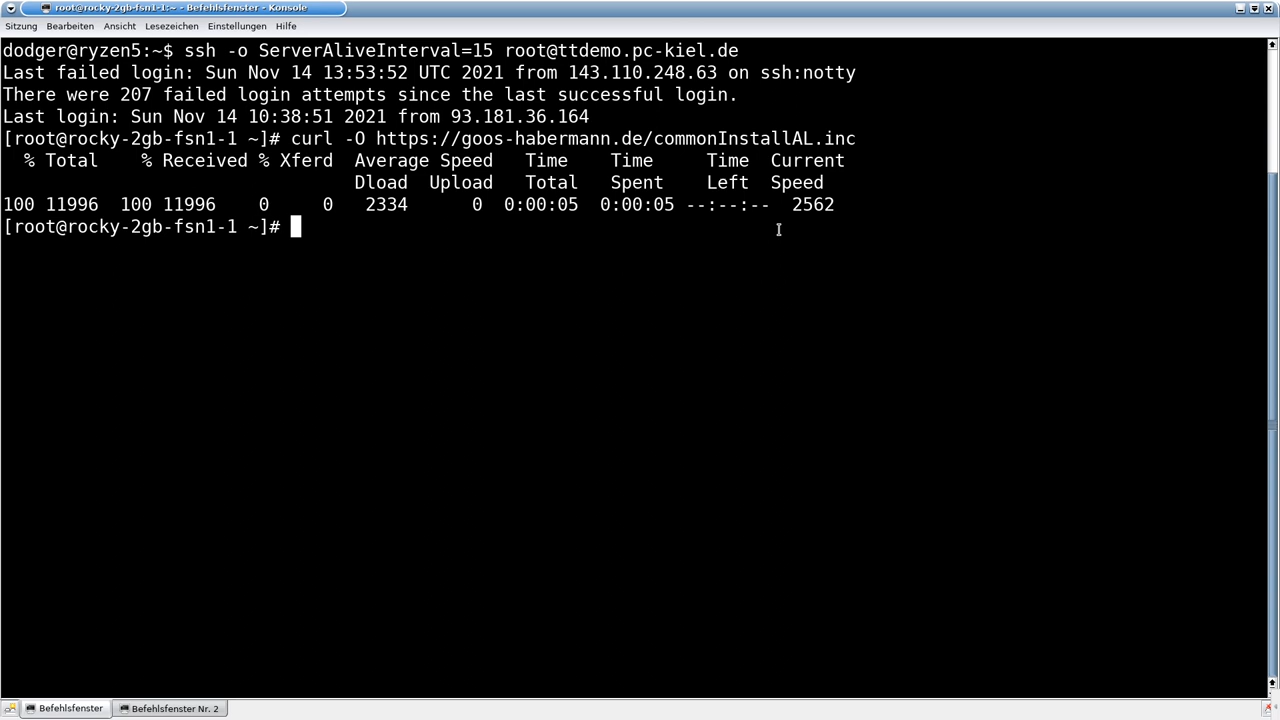 root@rocky-2gb-fsn1-1:~ - Befehlsfenster - Konsole
Sitzung Bearbeiten Ansicht Lesezeichen Einstellungen Hilfe
dodger@ryzen5:~$ ssh -o ServerAliveInterval=15 root@ttdemo.pc-kiel.de
Last failed login: Sun Nov 14 13:53:52 UTC 2021 from 143.110.248.63 on ssh:notty
There were 207 failed login attempts since the last successful login.
Last login: Sun Nov 14 10:38:51 2021 from 93.181.36.164
[root@rocky-2gb-fsn1-1 ~]# curl -O https://goos-habermann.de/commonInstallAL.inc
  % Total    % Received % Xferd  Average Speed   Time    Time     Time  Current
                                 Dload  Upload   Total   Spent    Left  Speed
100 11996  100 11996    0     0   2334      0  0:00:05  0:00:05 --:--:--  2562
[root@rocky-2gb-fsn1-1 ~]#
Befehlsfenster Befehlsfenster Nr. 2